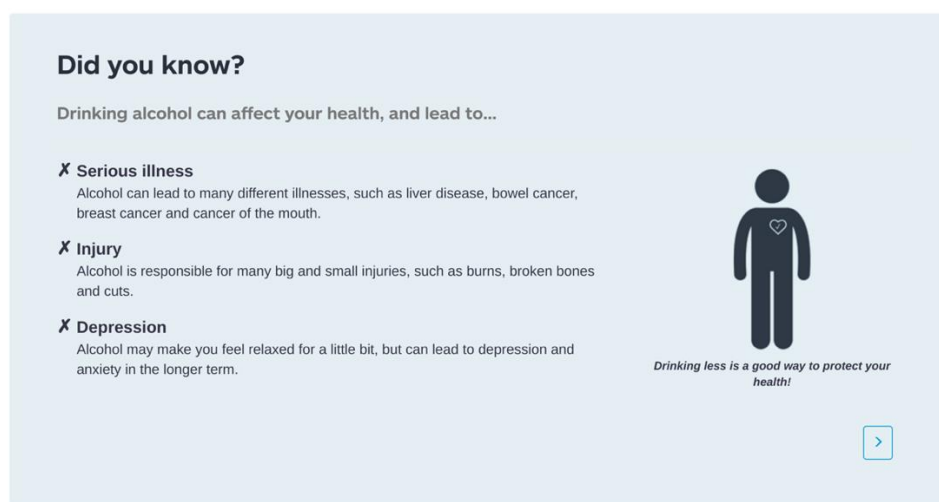 Did you know?
Drinking alcohol can affect your health, and lead to...
✗ Serious illness
Alcohol can lead to many different illnesses, such as liver disease, bowel cancer,
breast cancer and cancer of the mouth.
✗ Injury
Alcohol is responsible for many big and small injuries, such as burns, broken bones
and cuts.
✗ Depression
Alcohol may make you feel relaxed for a little bit, but can lead to depression and
anxiety in the longer term.
Drinking less is a good way to protect your
health!